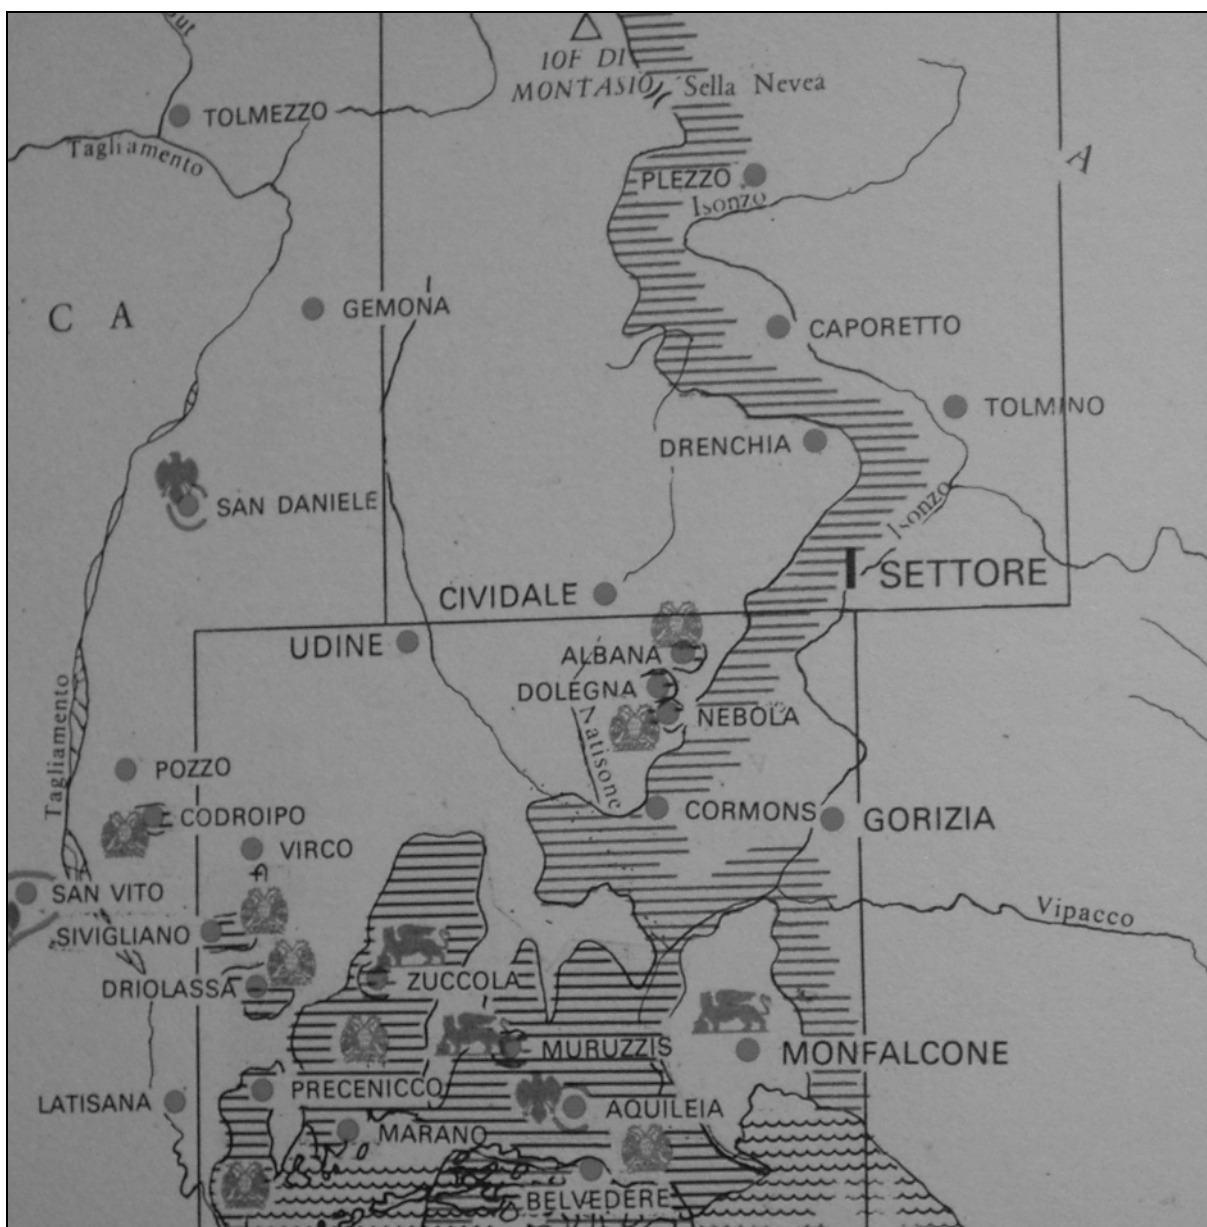 IOF DI
MONTASIO
Sella Neveá
TOLMEZZO
Tagliamento
A
PLEZZO
Isonzo
C A
GEMONA
CAPORETTO
TOLMINO
DRENCHIA
SAN DANIELE
Isonzo
SETTORE
CIVIDALE
UDINE
ALBANA
DOLEGNA
NEBOLA
Natisone
Tagliamento
POZZO
CODROIPO
CORMONS
GORIZIA
VIRCO
SAN VITO
Vipacco
SIVIGLIANO
DRIOLASSA
ZUCCOLA
MURUZZIS
MONFALCONE
PRECENICCO
LATISANA
AQUILEIA
MARANO
BELVEDERE